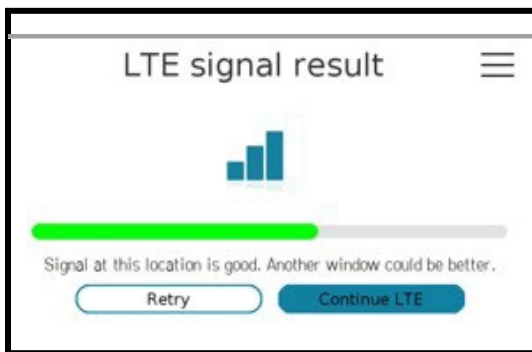 LTE signal result
Signal at this location is good. Another window could be better.
Retry
Continue LTE